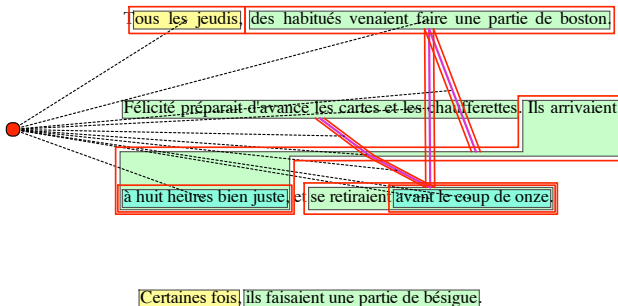 Tous les jeudis, des habitués venaient faire une partie de boston.
Félicité préparait d'avance les cartes et les chaufferettes. Ils arrivaient
à huit heures bien juste, et se retiraient avant le coup de onze.
Certaines fois, ils faisaient une partie de bésigue.